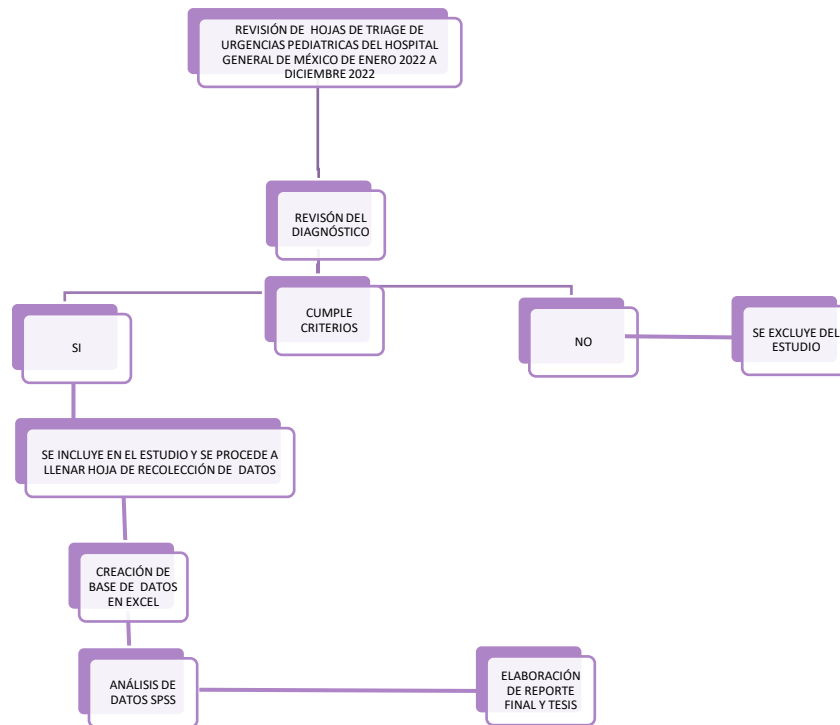 REVISIÓN DE HOJAS DE TRIAGE DE
URGENCIAS PEDIATRICAS DEL HOSPITAL
GENERAL DE MÉXICO DE ENERO 2022 A
DICIEMBRE 2022
REVISÓN DEL
DIAGNÓSTICO
CUMPLE
CRITERIOS
SI
NO
SE EXCLUYE DEL
ESTUDIO
SE INCLUYE EN EL ESTUDIO Y SE PROCEDE A
LLENAR HOJA DE RECOLECCIÓN DE DATOS
CREACIÓN DE
BASE DE DATOS
EN EXCEL
ANÁLISIS DE
DATOS SPSS
ELABORACIÓN
DE REPORTE
FINAL Y TESIS